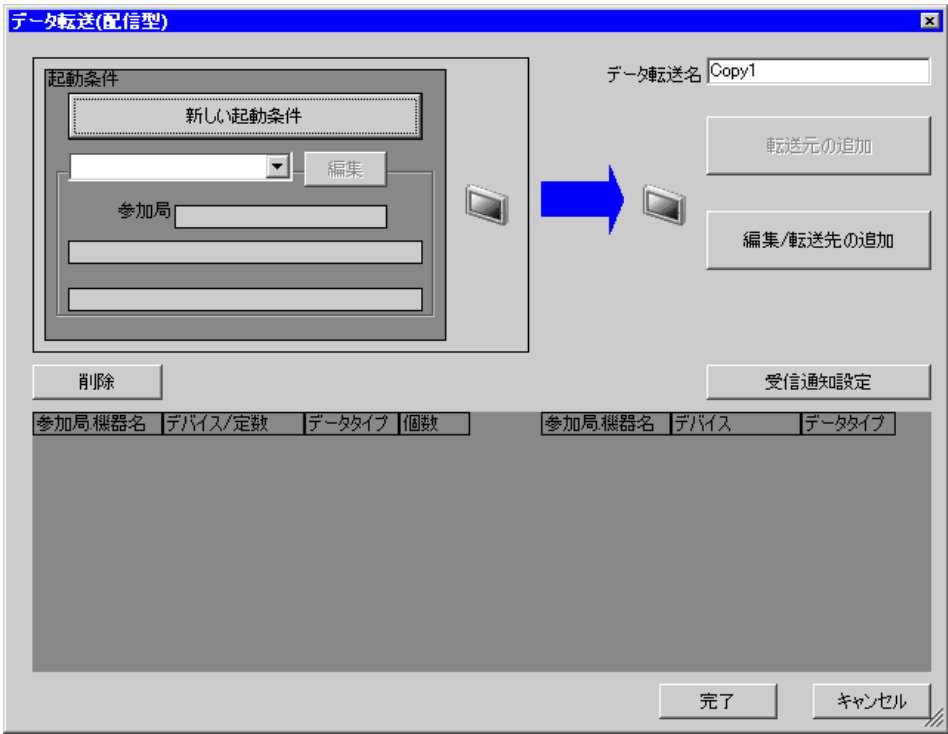 データ転送(配信型)
起動条件
データ転送名 Copy1
新しい起動条件
転送元の追加
編集
参加局
編集/転送先の追加
削除
受信通知設定
参加局.機器名 デバイス/定数 データタイプ 個数 参加局.機器名 デバイス データタイプ
完了 キャンセル